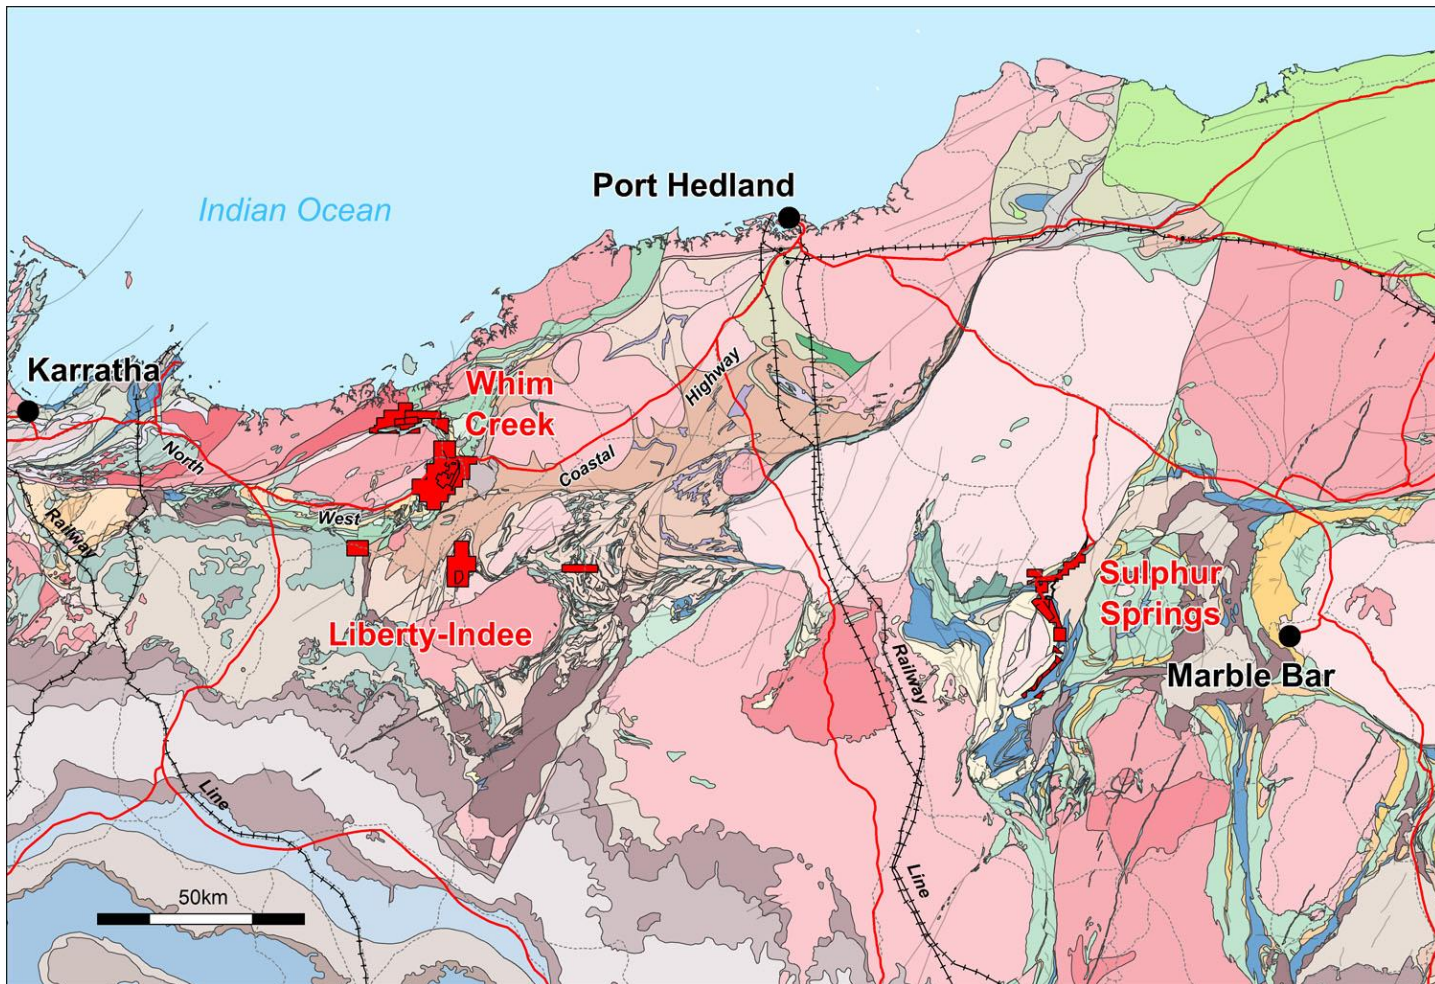 Port Hedland
Indian Ocean
Karratha
Whim
Creek
Highway
Coastal
North
West
Railway
Sulphur
Springs
Liberty-Indee
Marble Bar
Railway
Line
Line
50km